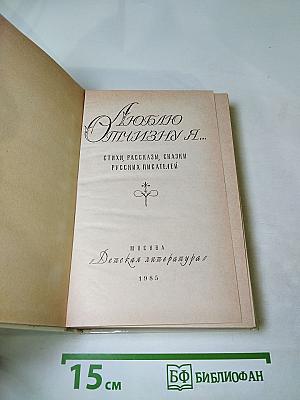 Люблю
Отчизну я...
СТИХИ, РАССКАЗЫ, СКАЗКИ
РУССКИХ ПИСАТЕЛЕЙ
МОСКВА
«Детская литература»
1985
15 см
БФ БИБЛИОФАН